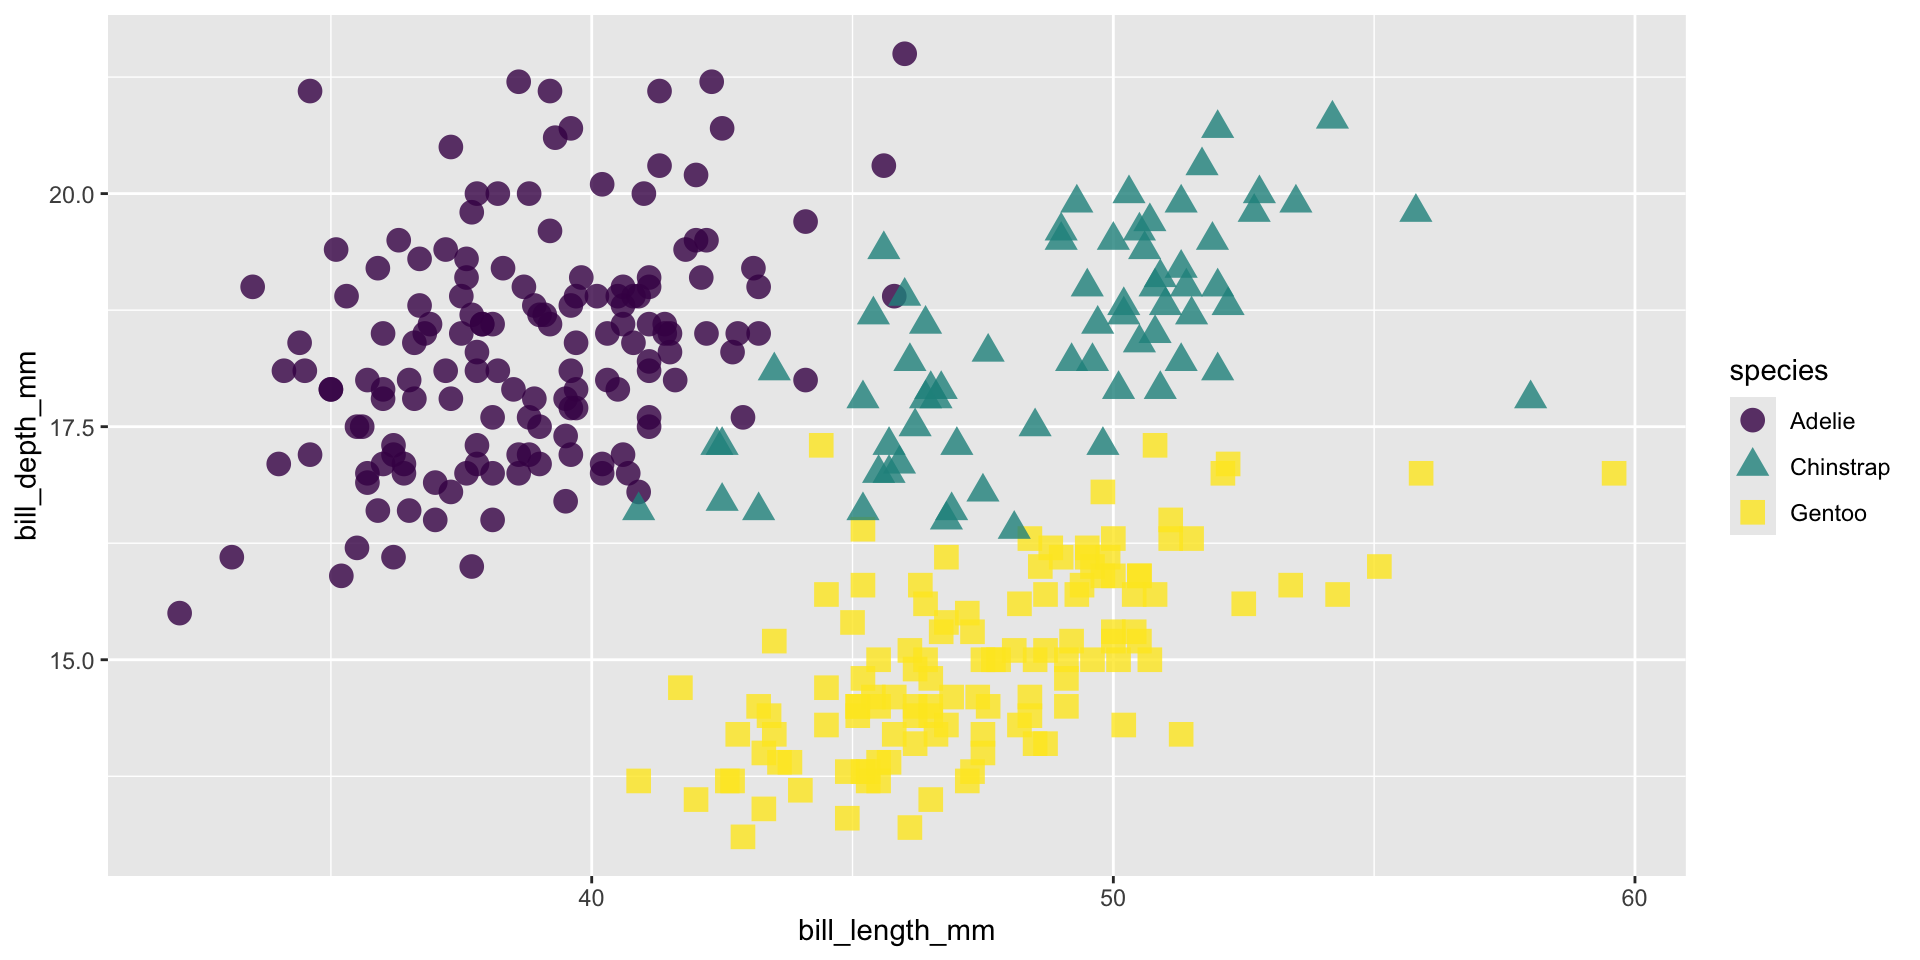 20.0
17.5
15.0
bill_depth_mm
40
50
60
bill_length_mm
species
Adelie
Chinstrap
Gentoo